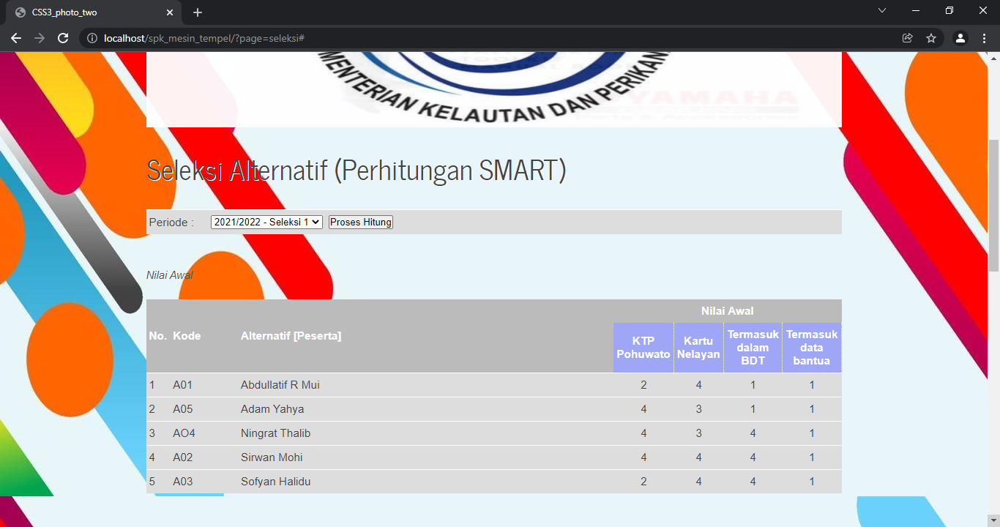 CSS3_photo_two
localhost/spk_mesin_tempel/?page=seleksi#
MENTERIAN KELAUTAN DAN PERIKAN
YAMAHA
Seleksi Alternatif (Perhitungan SMART)
Periode : 2021/2022 - Seleksi 1 Proses Hitung
Nilai Awal
Nilai Awal
No. Kode Alternatif [Peserta]
KTP Pohuwato
Kartu Nelayan
Termasuk dalam BDT
Termasuk data bantua
1 A01 Abdullatif R Mui 2 4 1 1
2 A05 Adam Yahya 4 3 1 1
3 AO4 Ningrat Thalib 4 3 4 1
4 A02 Sirwan Mohi 4 4 4 1
5 A03 Sofyan Halidu 2 4 4 1